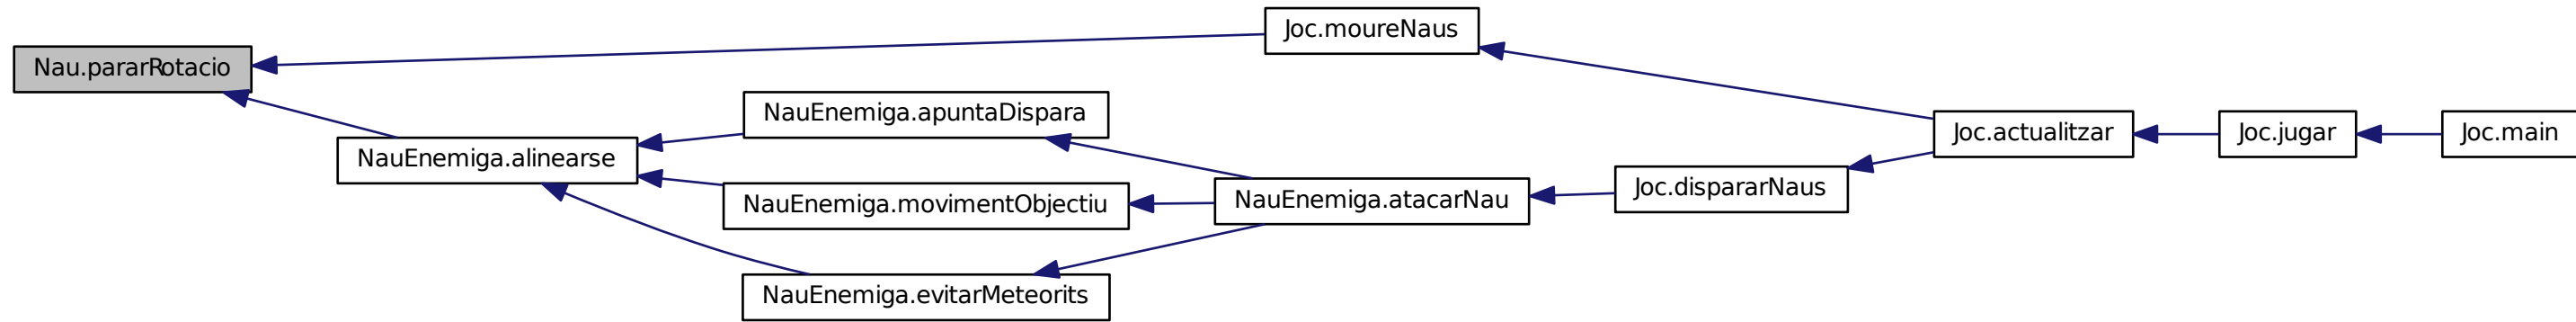 Nau.pararRotacio
Joc.moureNaus
NauEnemiga.alinearse
NauEnemiga.apuntaDispara
NauEnemiga.movimentObjectiu
NauEnemiga.evitarMeteorits
NauEnemiga.atacarNau
Joc.dispararNaus
Joc.actualitzar
Joc.jugar
Joc.main